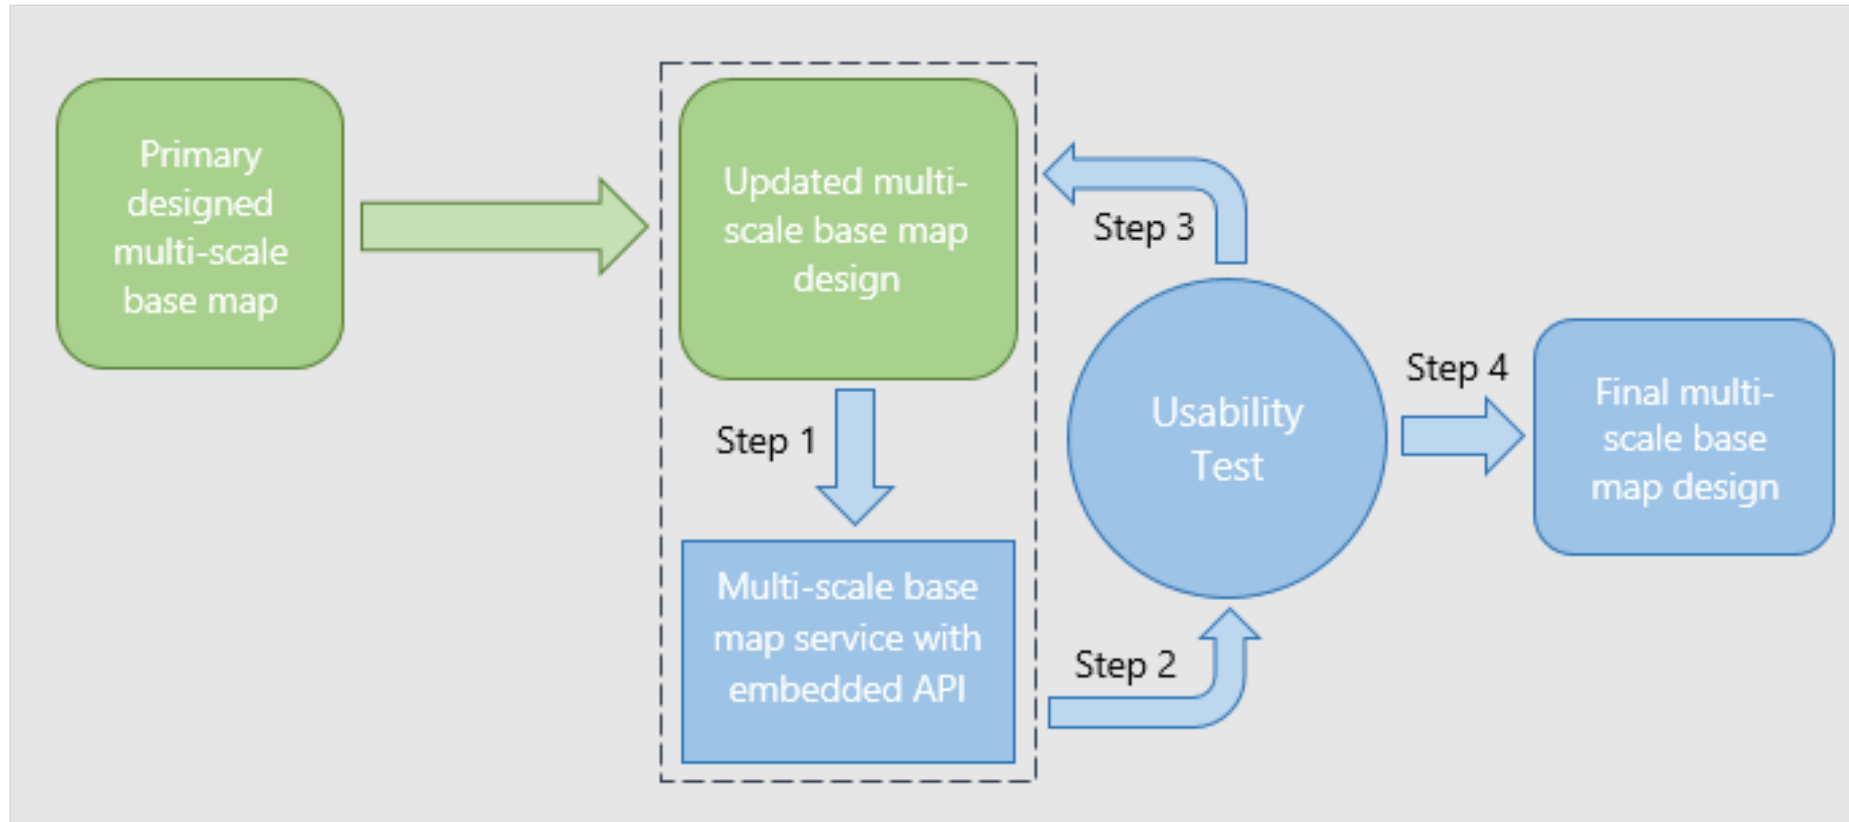 Primary
designed
multi-scale
base map
Updated multi-
scale base map
design
Step 1
Multi-scale base
map service with
embedded API
Step 2
Step 3
Usability
Test
Step 4
Final multi-
scale base
map design